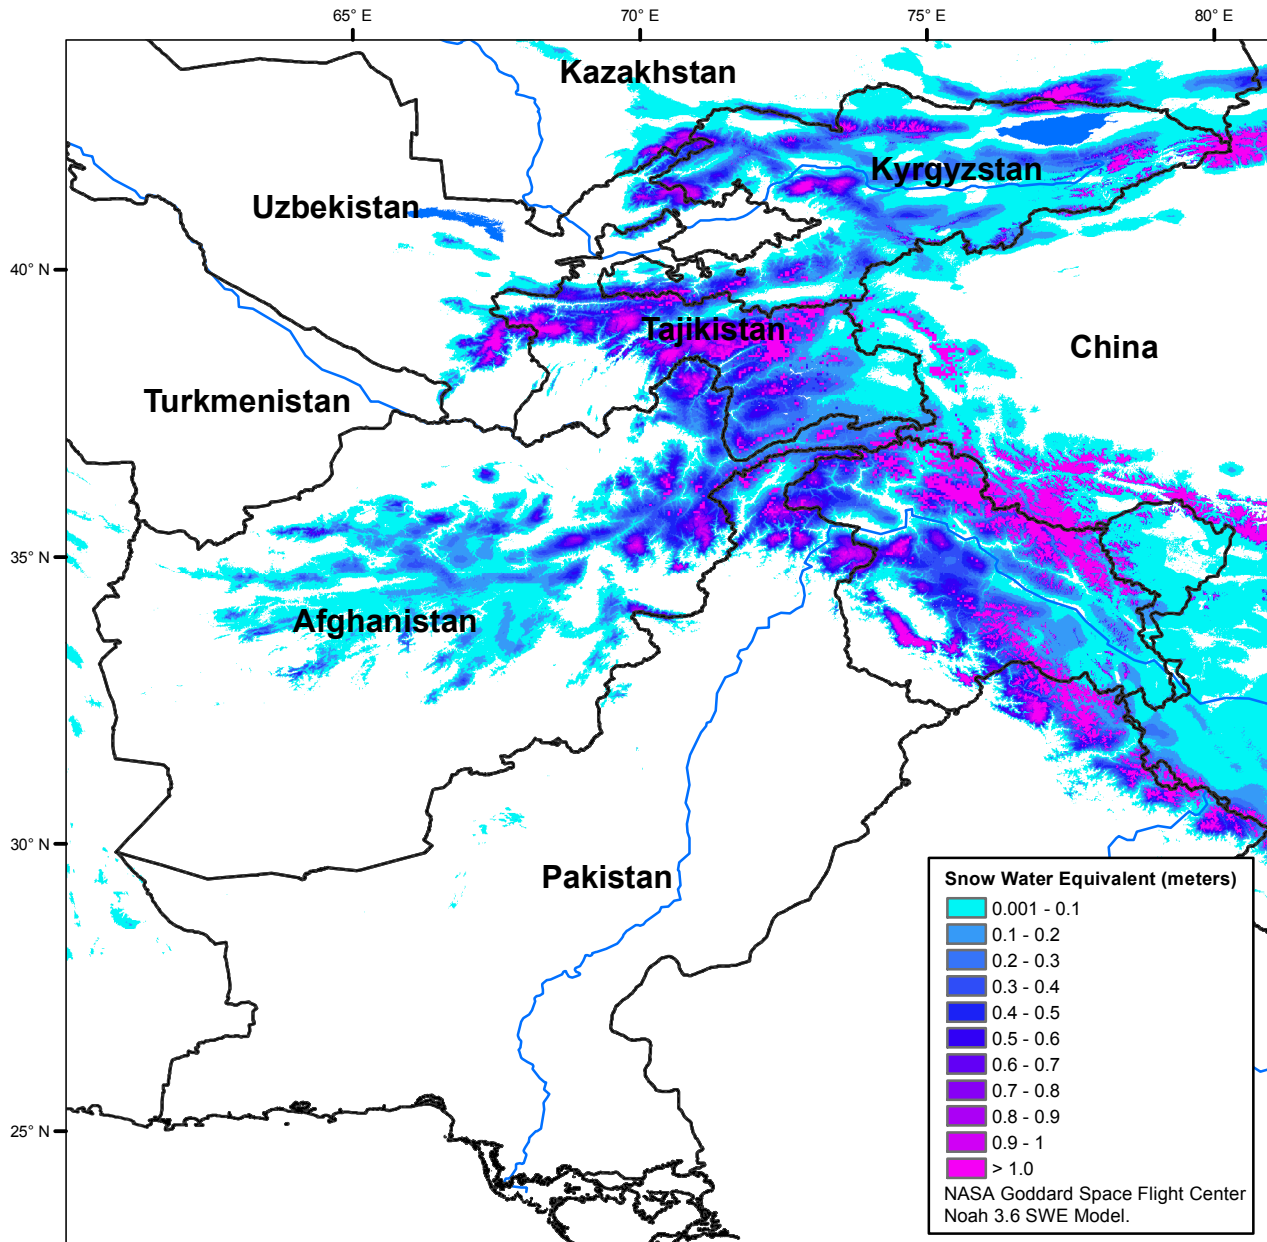 65° E
70° E
75° E
80° E
Kazakhstan
Kyrgyzstan
Uzbekistan
40° N
Tajikistan
China
Turkmenistan
35° N
Afghanistan
30° N
Pakistan
25° N
Snow Water Equivalent (meters)
0.001 - 0.1
0.1 - 0.2
0.2 - 0.3
0.3 - 0.4
0.4 - 0.5
0.5 - 0.6
0.6 - 0.7
0.7 - 0.8
0.8 - 0.9
0.9 - 1
> 1.0
NASA Goddard Space Flight Center
Noah 3.6 SWE Model.